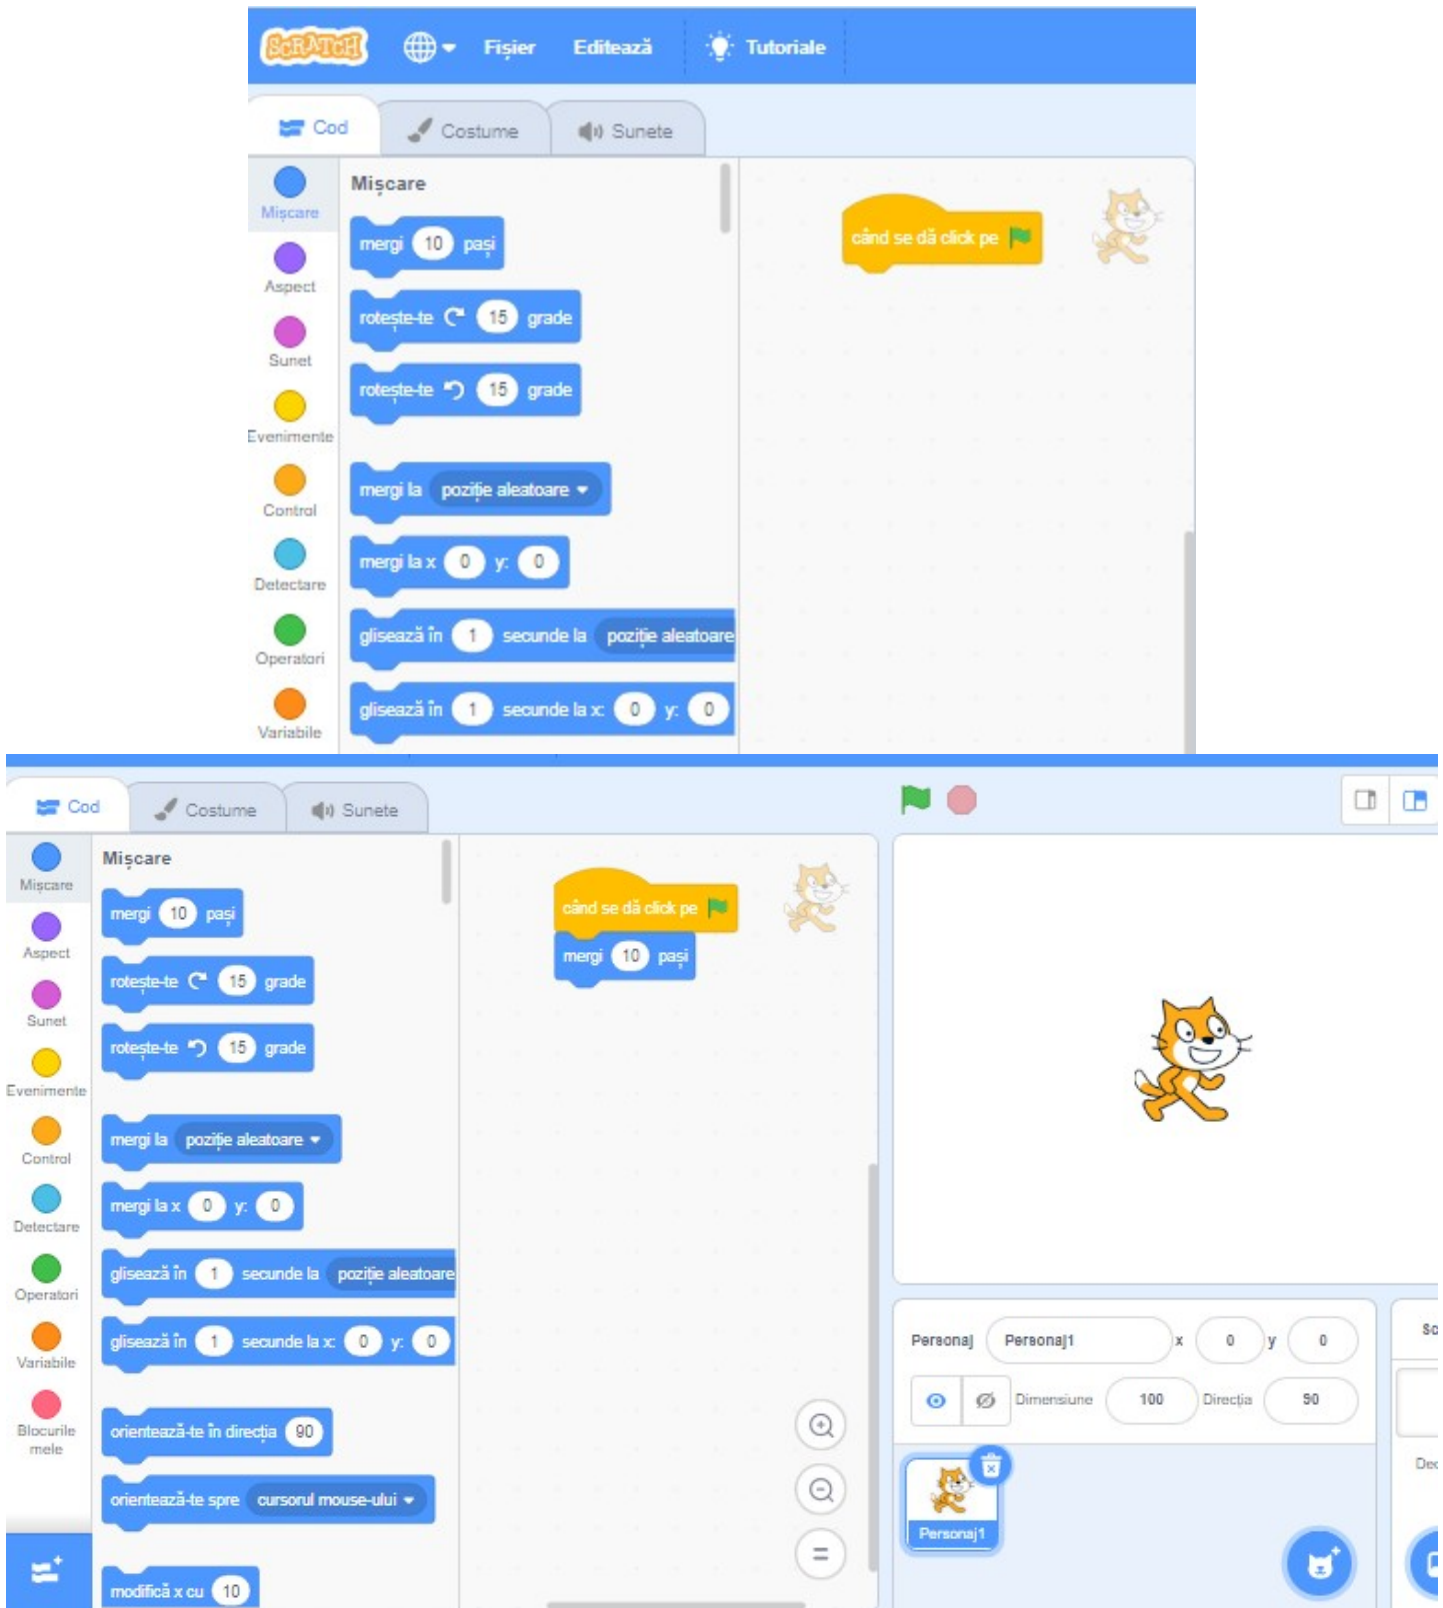 SCRATCH Fișier Editează Tutoriale
Cod Costume Sunete
Mișcare
Aspect
Sunet
Evenimente
Control
Detectare
Operatori
Variabile
Mișcare
mergi 10 pași
rotește-te 15 grade
rotește-te 15 grade
mergi la poziție aleatoare
mergi la x 0 y: 0
glisează în 1 secunde la poziție aleatoare
glisează în 1 secunde la x: 0 y: 0
când se dă click pe
Cod Costume Sunete
Mișcare
Aspect
Sunet
Evenimente
Control
Detectare
Operatori
Variabile
Blocurile
mele
Mișcare
mergi 10 pași
rotește-te 15 grade
rotește-te 15 grade
mergi la poziție aleatoare
mergi la x 0 y: 0
glisează în 1 secunde la poziție aleatoare
glisează în 1 secunde la x: 0 y: 0
orientează-te în direcția 90
orientează-te spre cursorul mouse-ului
modifică x cu 10
când se dă click pe
mergi 10 pași
Personaj Personaj1 x 0 y 0
Dimensiune 100 Direcția 90
Personaj1